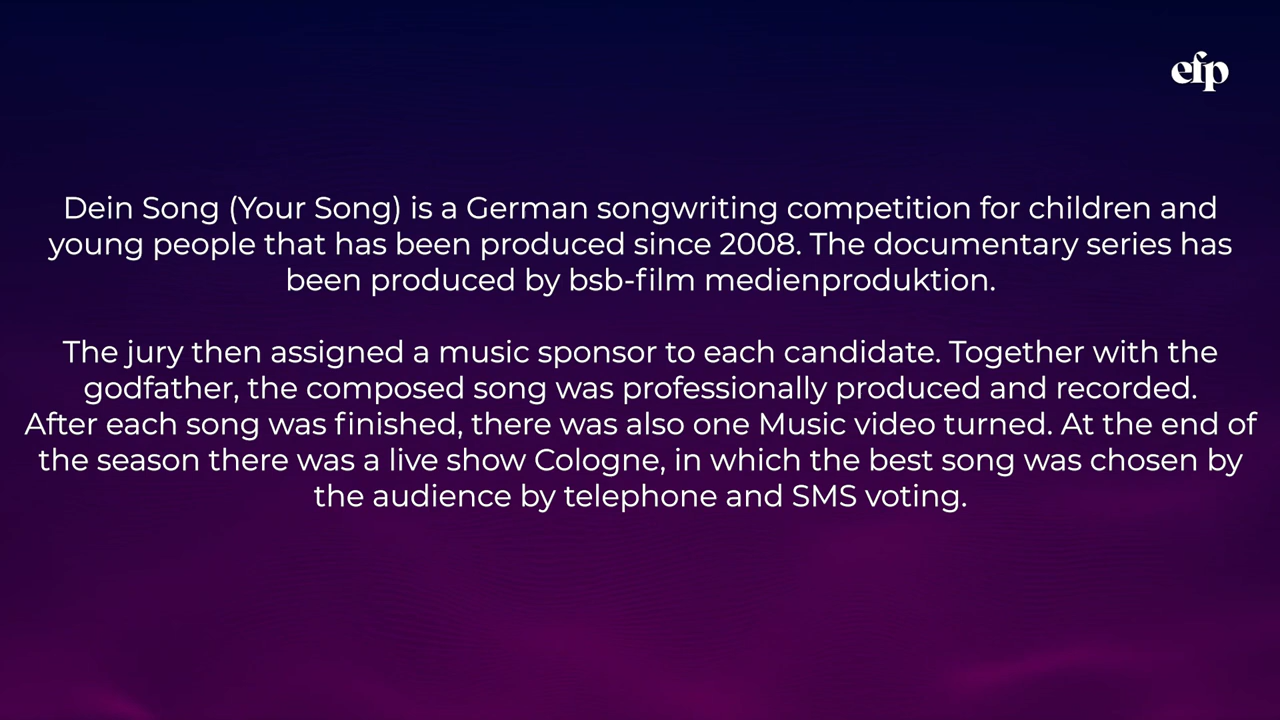 efp
Dein Song (Your Song) is a German songwriting competition for children and
young people that has been produced since 2008. The documentary series has
been produced by bsb-film medienproduktion.
The jury then assigned a music sponsor to each candidate. Together with the
godfather, the composed song was professionally produced and recorded.
After each song was finished, there was also one Music video turned. At the end of
the season there was a live show Cologne, in which the best song was chosen by
the audience by telephone and SMS voting.